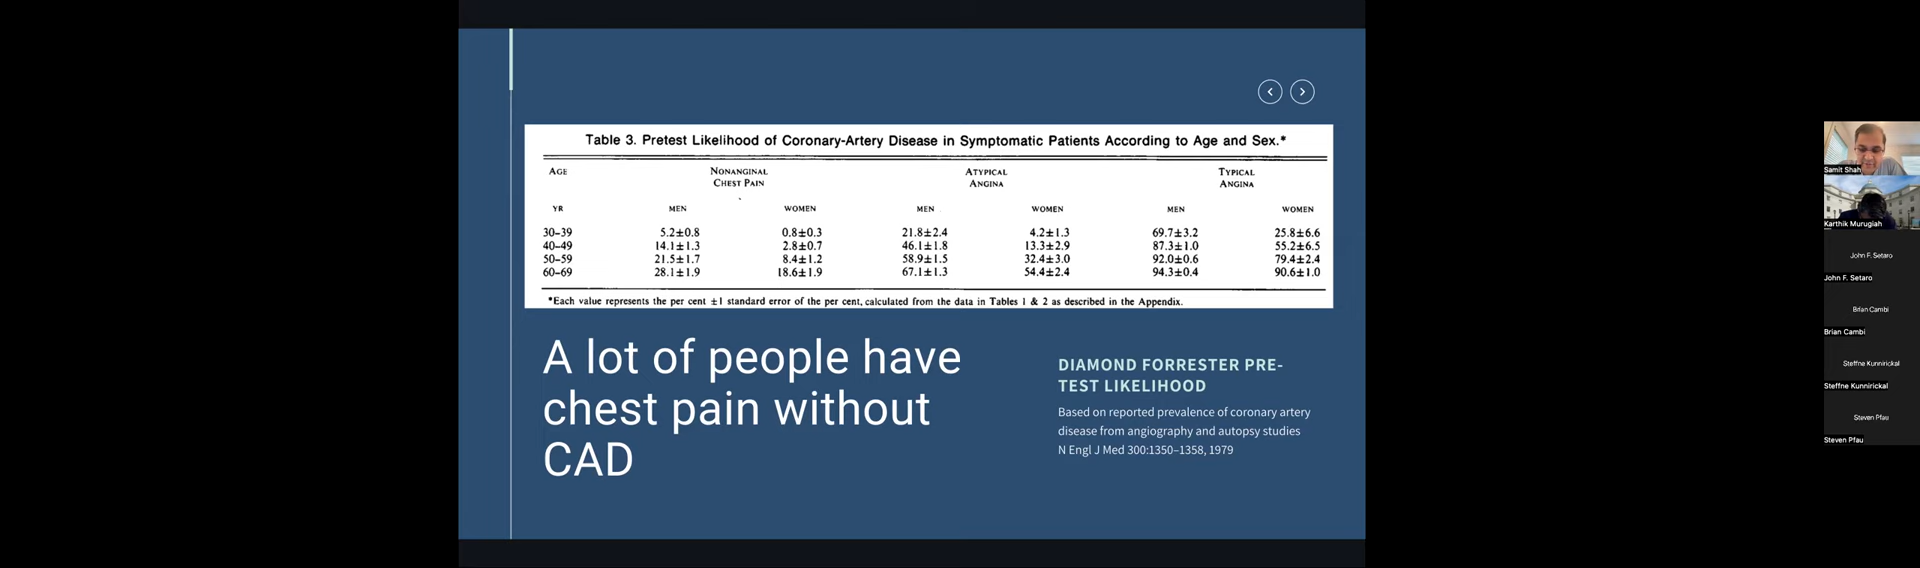 Table 3. Pretest Likelihood of Coronary-Artery Disease in Symptomatic Patients According to Age and Sex.*
AGE NONANGINAL CHEST PAIN ATYPICAL ANGINA TYPICAL ANGINA
YR MEN WOMEN MEN WOMEN MEN WOMEN
30–39 5.2±0.8 0.8±0.3 21.8±2.4 4.2±1.3 69.7±3.2 25.8±6.6
40–49 14.1±1.3 2.8±0.7 46.1±1.8 13.3±2.9 87.3±1.0 55.2±6.5
50–59 21.5±1.7 8.4±1.2 58.9±1.5 32.4±3.0 92.0±0.6 79.4±2.4
60–69 28.1±1.9 18.6±1.9 67.1±1.3 54.4±2.4 94.3±0.4 90.6±1.0
*Each value represents the per cent ±1 standard error of the per cent, calculated from the data in Tables 1 & 2 as described in the Appendix.
A lot of people have
chest pain without
CAD
DIAMOND FORRESTER PRE-
TEST LIKELIHOOD
Based on reported prevalence of coronary artery
disease from angiography and autopsy studies
N Engl J Med 300:1350–1358, 1979
Samit Shah
Karthik Murugiah
John F. Setaro
John F. Setaro
Brian Cambi
Brian Cambi
Steffne Kunnirickal
Steffne Kunnirickal
Steven Pfau
Steven Pfau